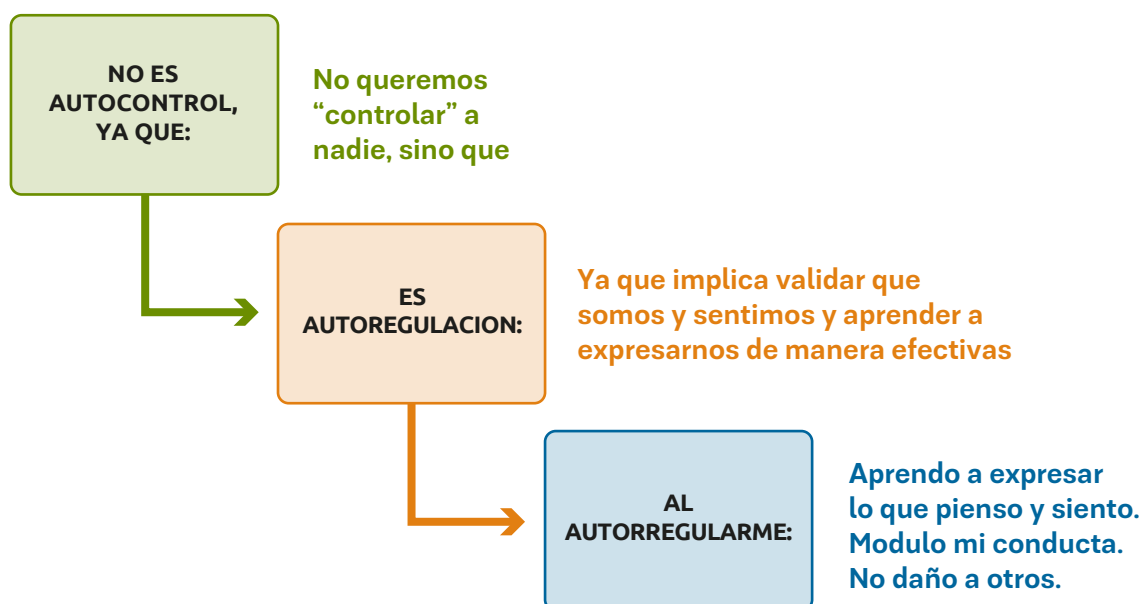 NO ES
AUTOCONTROL,
YA QUE:
No queremos
“controlar” a
nadie, sino que
ES
AUTOREGULACION:
Ya que implica validar que
somos y sentimos y aprender a
expresarnos de manera efectivas
AL
AUTORREGULARME:
Aprendo a expresar
lo que pienso y siento.
Modulo mi conducta.
No daño a otros.